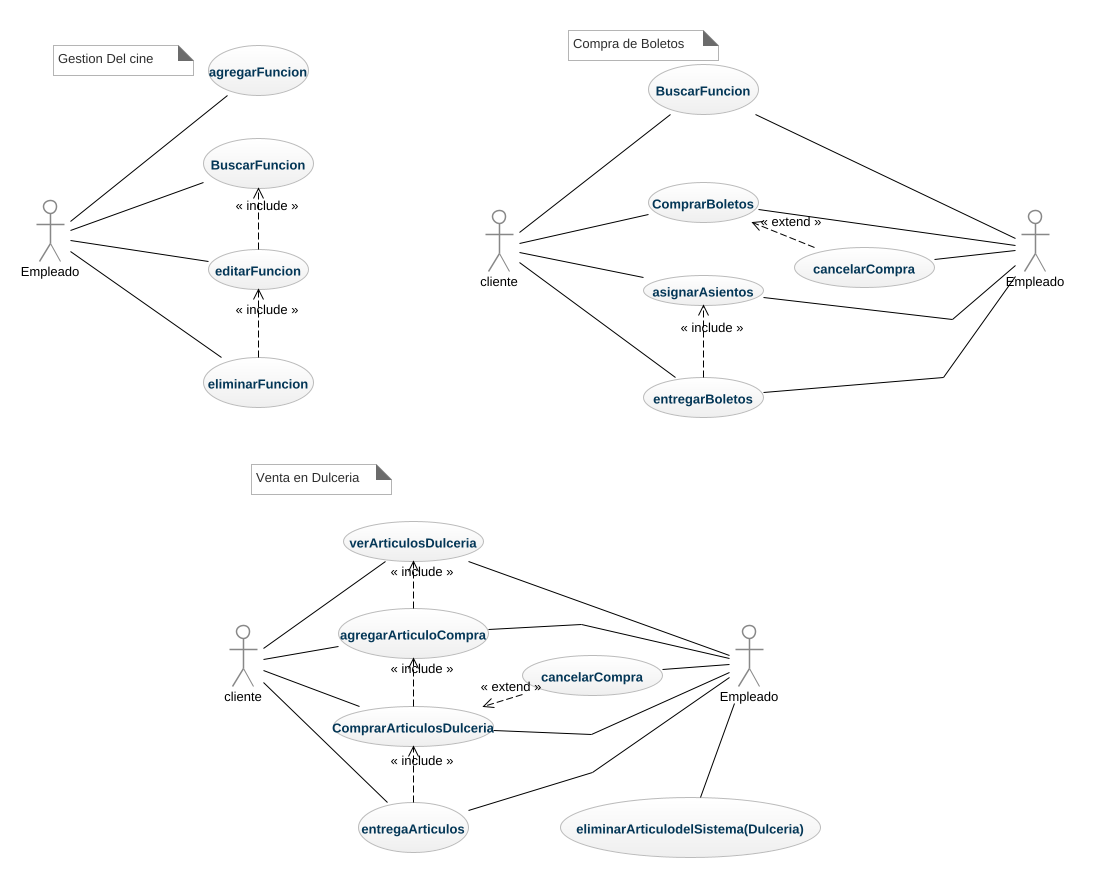 Gestion Del cine
agregarFuncion
BuscarFuncion
« include »
Empleado
editarFuncion
« include »
eliminarFuncion
Compra de Boletos
BuscarFuncion
ComprarBoletos
« extend »
cliente
cancelarCompra
Empleado
asignarAsientos
« include »
entregarBoletos
Venta en Dulceria
verArticulosDulceria
« include »
agregarArticuloCompra
« include »
cancelarCompra
« extend »
cliente
Empleado
ComprarArticulosDulceria
« include »
entregaArticulos
eliminarArticulodelSistema(Dulceria)